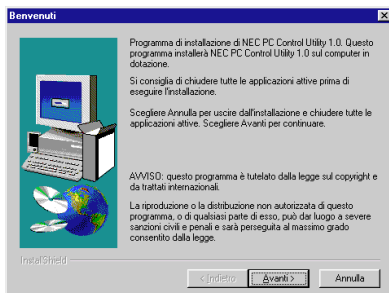 Benvenuti
Programma di installazione di NEC PC Control Utility 1.0. Questo
programma installerà NEC PC Control Utility 1.0 sul computer in
dotazione.
Si consiglia di chiudere tutte le applicazioni attive prima di
eseguire l'installazione.
Scegliere Annulla per uscire dall'installazione e chiudere tutte le
applicazioni attive. Scegliere Avanti per continuare.
AVVISO: questo programma è tutelato dalla legge sul copyright e
da trattati internazionali.
La riproduzione o la distribuzione non autorizzata di questo
programma, o di qualsiasi parte di esso, può dar luogo a severe
sanzioni civili e penali e sarà perseguita al massimo grado
consentito dalla legge.
InstallShield
< Indietro
Avanti >
Annulla